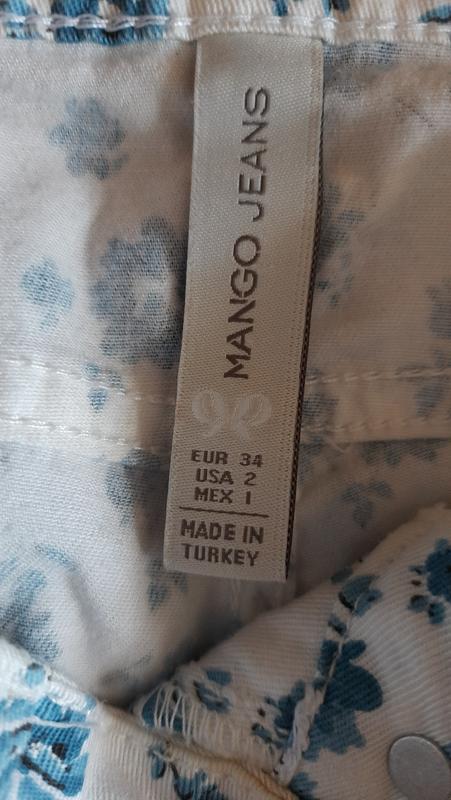 MANGO JEANS
EUR 34
USA 2
MEX 1
MADE IN
TURKEY